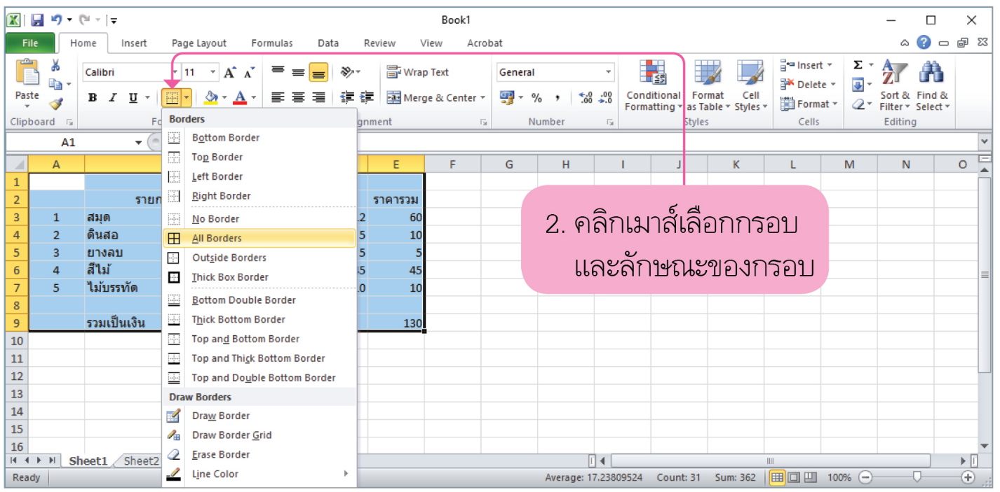 Book1
File Home Insert Page Layout Formulas Data Review View Acrobat
Calibri 11 A A Wrap Text General Insert Σ
Paste B I U A Merge & Center % , .0 .00 .00 .0 Conditional Formatting Format as Table Cell Styles Delete Format Sort & Filter Find & Select
Clipboard Number Styles Cells Editing
A1
A E F G H I J K L M N O
1
2 ราคารวม
3 1 สมุด 60
4 2 ดินสอ 5 10
5 3 ยางลบ 5 5
6 4 สีไม้ 45
7 5 ไม้บรรทัด 10
8
9 รวมเป็นเงิน 130
10
11
12
13
14
15
16
Borders
Bottom Border
Top Border
Left Border
Right Border
No Border
All Borders
Outside Borders
Thick Box Border
Bottom Double Border
Thick Bottom Border
Top and Bottom Border
Top and Thick Bottom Border
Top and Double Bottom Border
Draw Borders
Draw Border
Draw Border Grid
Erase Border
Line Color
2. คลิกเมาส์เลือกกรอบ
และลักษณะของกรอบ
Sheet1 Sheet2
Ready Average: 17.23809524 Count: 31 Sum: 362 100%